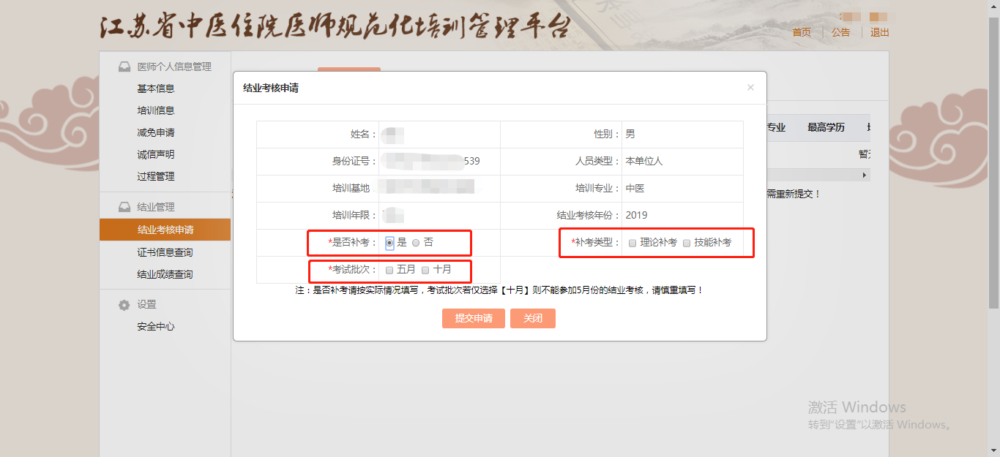 江苏省中医住院医师规范化培训管理平台
首页 公告 退出
医师个人信息管理
基本信息
培训信息
减免申请
诚信声明
过程管理
结业管理
结业考核申请
证书信息查询
结业成绩查询
设置
安全中心
结业考核申请 ×
姓名： 性别： 男
身份证号： 539 人员类型： 本单位人
培训基地 培训专业： 中医
培训年限： 结业考核年份： 2019
*是否补考： 是 否 *补考类型： 理论补考 技能补考
*考试批次： 五月 十月
注：是否补考请按实际情况填写，考试批次若仅选择【十月】则不能参加5月份的结业考核，请慎重填写！
提交申请 关闭
专业 最高学历
需重新提交！
激活 Windows
转到"设置"以激活 Windows。